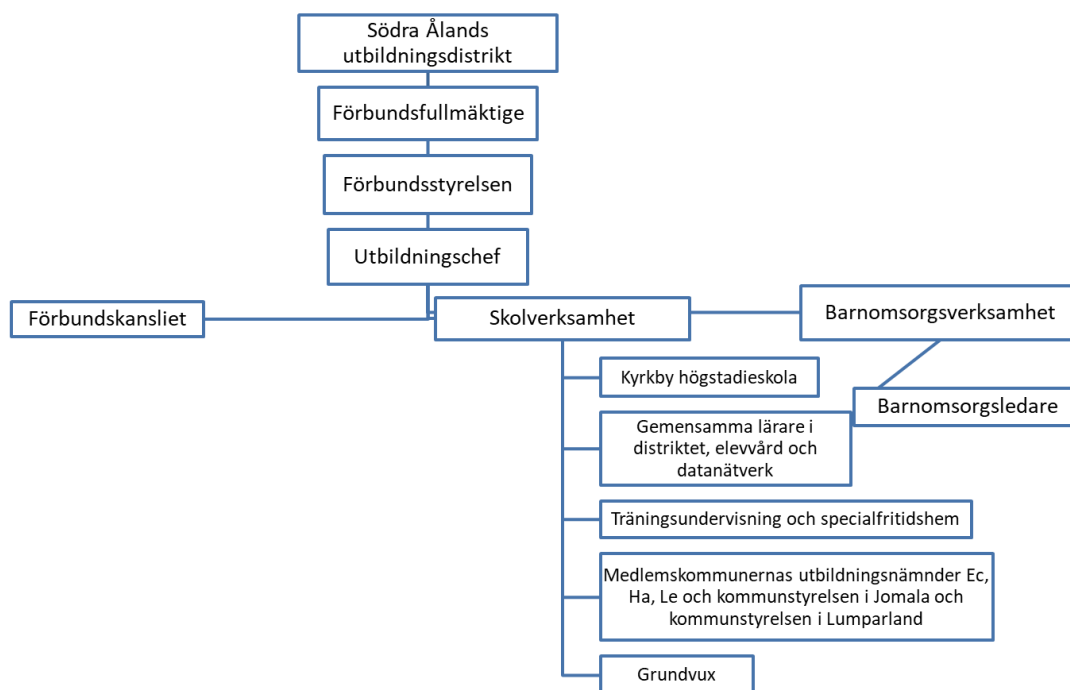 Södra Ålands
utbildningsdistrikt
Förbundsfullmäktige
Förbundsstyrelsen
Utbildningschef
Förbundskansliet
Skolverksamhet
Barnomsorgsverksamhet
Kyrkby högstadieskola
Barnomsorgsledare
Gemensamma lärare i
distriktet, elevvård och
datanätverk
Träningsundervisning och specialfritidshem
Medlemskommunernas utbildningsnämnder Ec,
Ha, Le och kommunstyrelsen i Jomala och
kommunstyrelsen i Lumparland
Grundvux